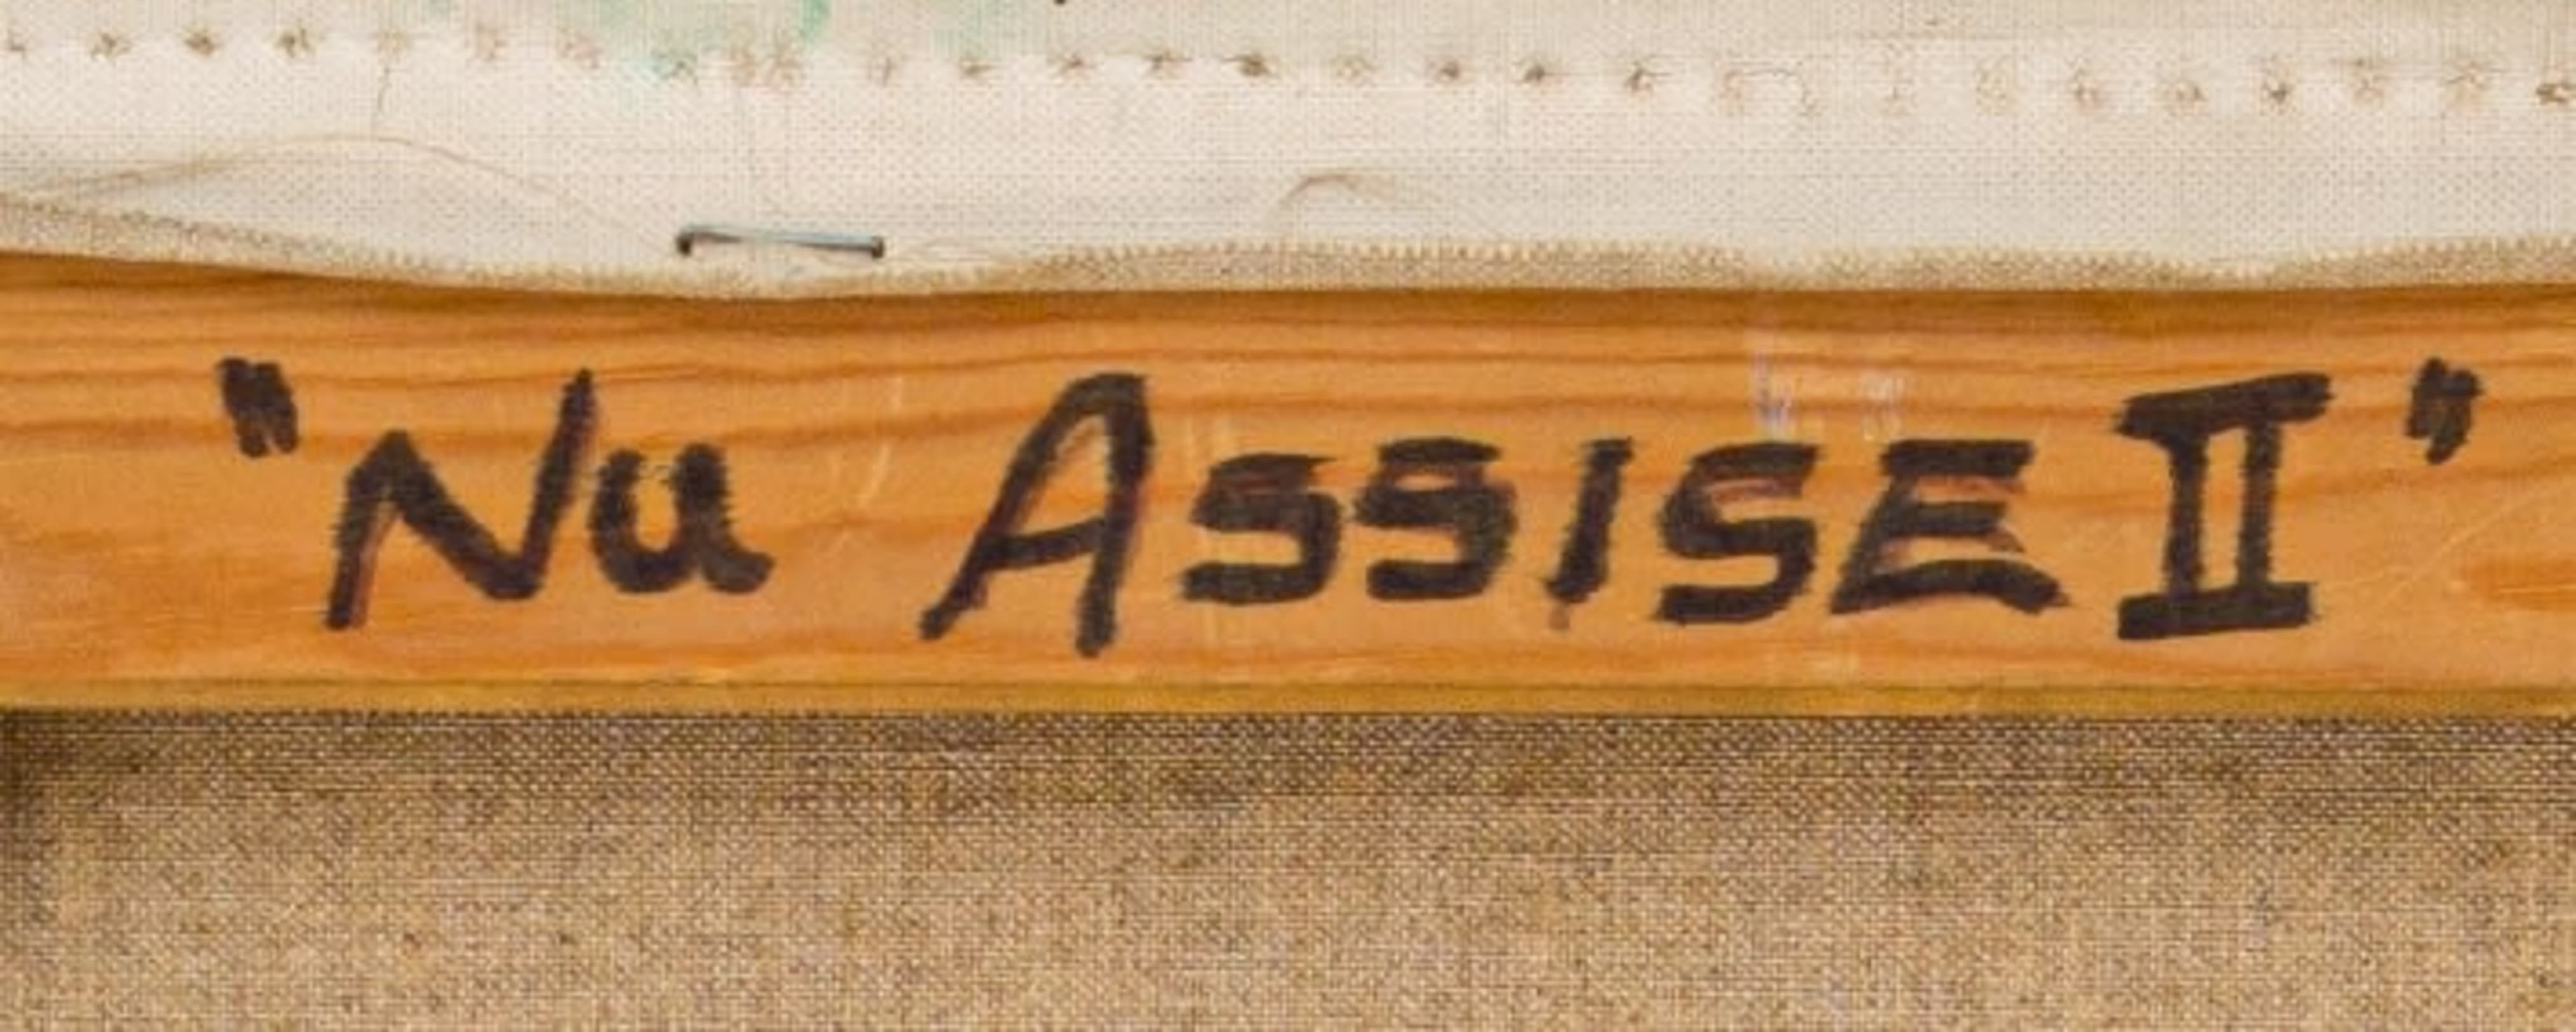 "Nu ASSISE II"